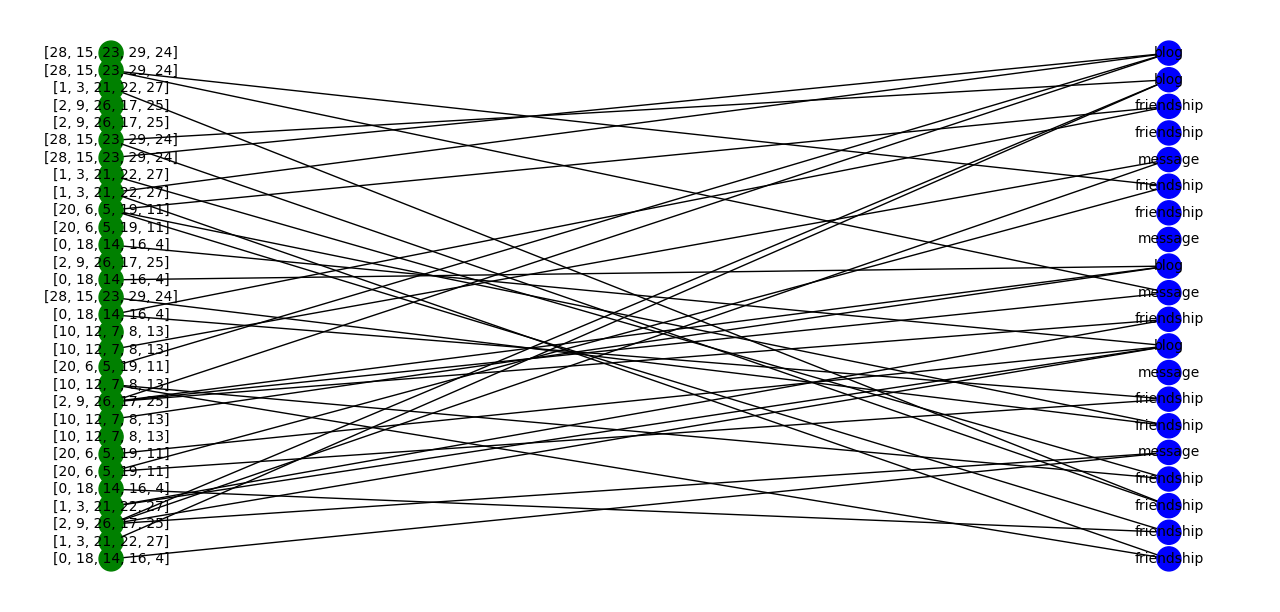 [28, 15, 23, 29, 24]
[28, 15, 23, 29, 24]
[1, 3, 21, 22, 27]
[2, 9, 26, 17, 25]
[2, 9, 26, 17, 25]
[28, 15, 23, 29, 24]
[28, 15, 23, 29, 24]
[1, 3, 21, 22, 27]
[1, 3, 21, 22, 27]
[20, 6, 5, 19, 11]
[20, 6, 5, 19, 11]
[0, 18, 14, 16, 4]
[2, 9, 26, 17, 25]
[0, 18, 14, 16, 4]
[28, 15, 23, 29, 24]
[0, 18, 14, 16, 4]
[10, 12, 7, 8, 13]
[10, 12, 7, 8, 13]
[20, 6, 5, 19, 11]
[10, 12, 7, 8, 13]
[2, 9, 26, 17, 25]
[10, 12, 7, 8, 13]
[10, 12, 7, 8, 13]
[20, 6, 5, 19, 11]
[20, 6, 5, 19, 11]
[0, 18, 14, 16, 4]
[1, 3, 21, 22, 27]
[2, 9, 26, 17, 25]
[1, 3, 21, 22, 27]
[0, 18, 14, 16, 4]
blog
blog
friendship
friendship
message
friendship
friendship
message
blog
message
friendship
blog
message
friendship
friendship
message
friendship
friendship
friendship
friendship